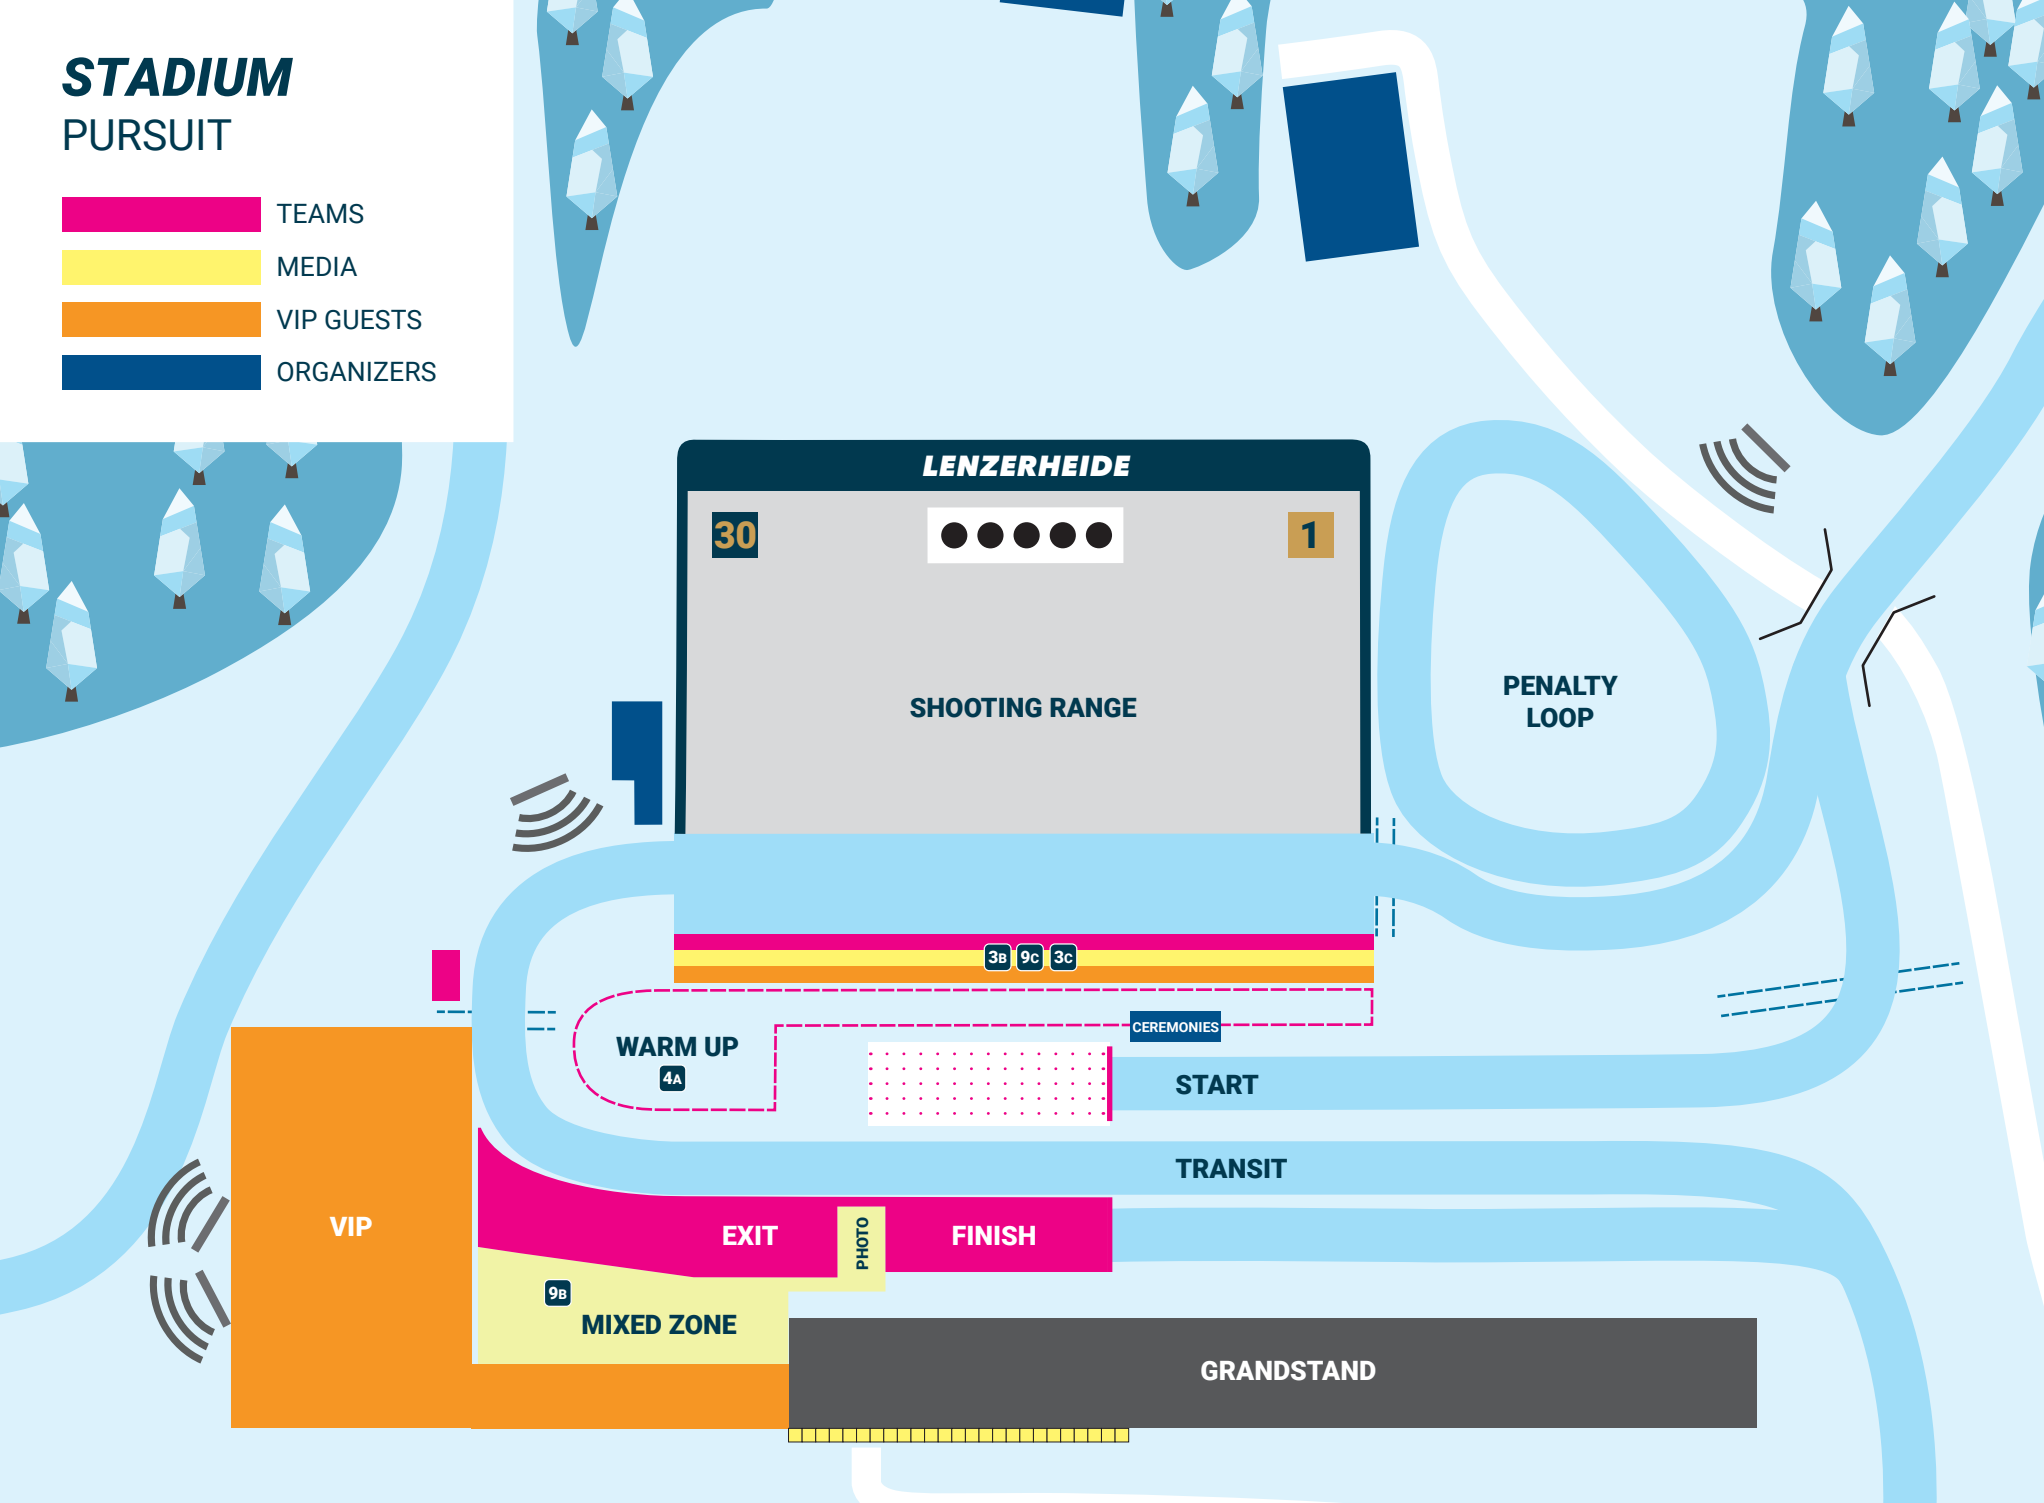 STADIUM
PURSUIT
TEAMS
MEDIA
VIP GUESTS
ORGANIZERS
LENZERHEIDE
30
1
SHOOTING RANGE
PENALTY
LOOP
3B 9C 3C
CEREMONIES
WARM UP
4A
START
TRANSIT
VIP
EXIT
PHOTO
FINISH
9B
MIXED ZONE
GRANDSTAND